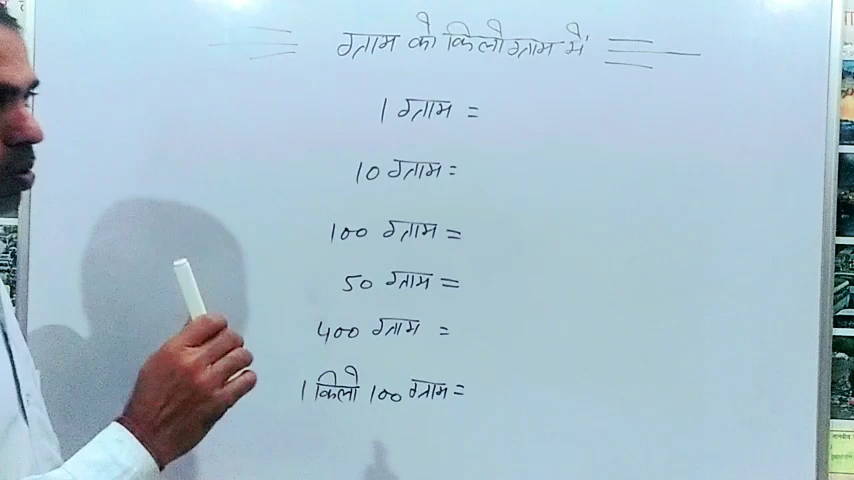 ग्राम को किलोग्राम में
1 ग्राम =
10 ग्राम =
100 ग्राम =
50 ग्राम =
400 ग्राम =
1 किलो 100 ग्राम =